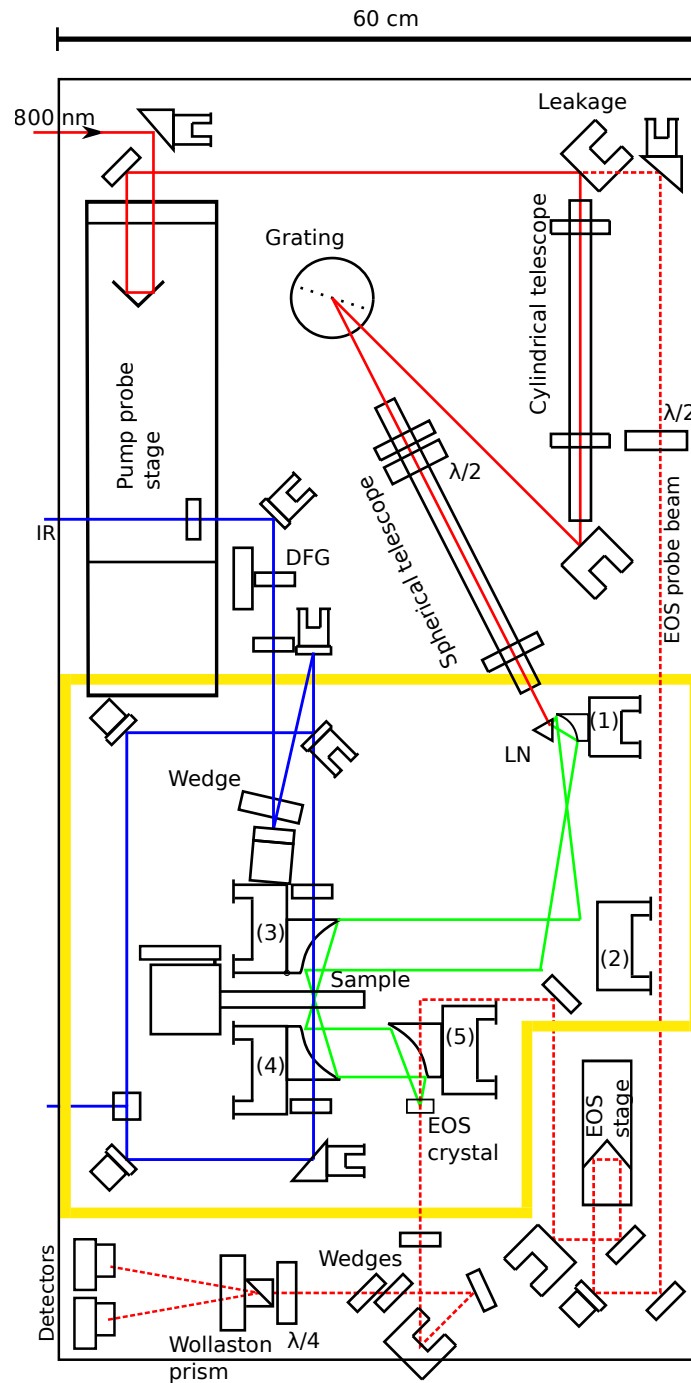 60 cm
Leakage
800 nm
Grating
Cylindrical telescope
λ/2
Pump probe
stage
λ/2
Spherical telescope
EOS probe beam
IR
DFG
(1)
LN
Wedge
(3)
(2)
Sample
(5)
(4)
EOS
crystal
EOS
stage
Detectors
Wedges
Wollaston
prism
λ/4